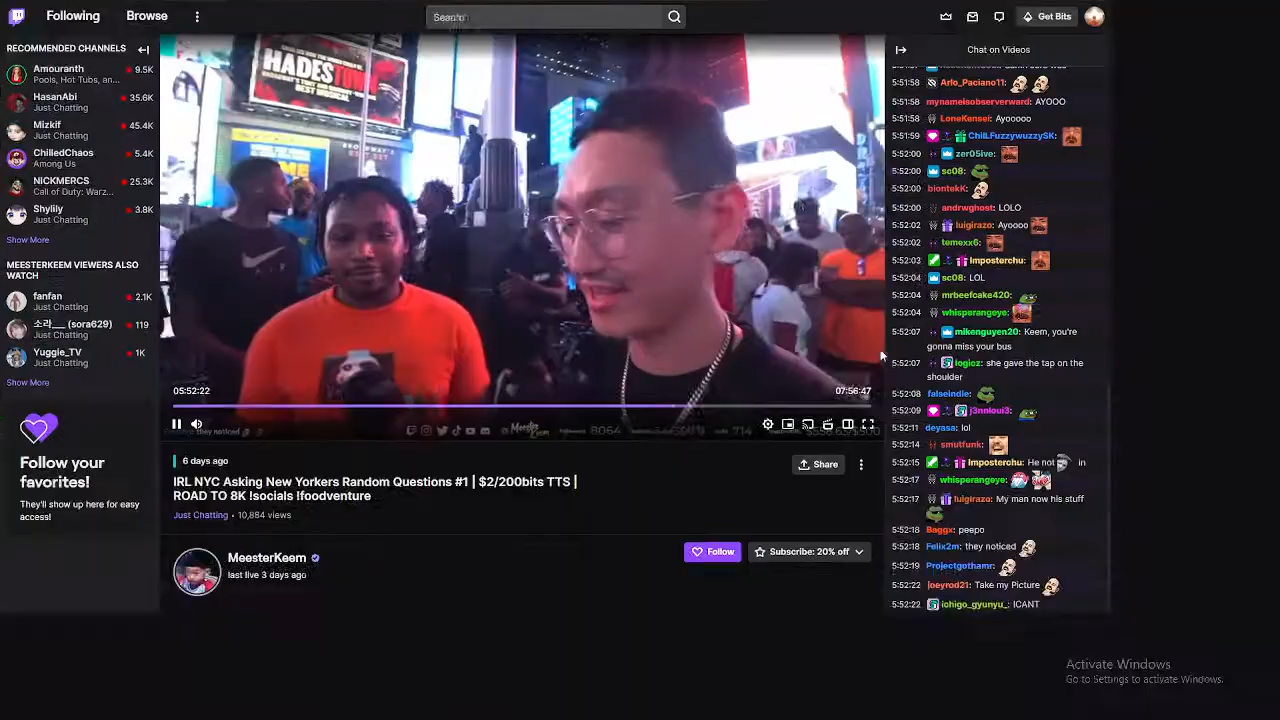 Following
Browse
Get Bits
RECOMMENDED CHANNELS
Amouranth
9.5K
Pools, Hot Tubs, an...
HasanAbi
35.6K
Just Chatting
Mizkif
45.4K
Just Chatting
ChilledChaos
5.4K
Among Us
NICKMERCS
25.3K
Call of Duty: Warz...
Shylily
3.8K
Just Chatting
Show More
MEESTERKEEM VIEWERS ALSO
WATCH
fanfan
2.1K
Just Chatting
소리__ (sora629)
119
Just Chatting
Yuggie_TV
1K
Just Chatting
Show More
Follow your
favorites!
They'll show up here for easy
access!
HADESTOWN
05:52:22
07:56:47
they noticed
Meester
Keem
8064
714
6 days ago
Share
IRL NYC Asking New Yorkers Random Questions #1 | $2/200bits TTS |
ROAD TO 8K !socials !foodventure
Just Chatting • 10,884 views
MeesterKeem
last live 3 days ago
Follow
Subscribe: 20% off
Chat on Videos
5:51:58 Arlo_Paciano11:
5:51:58 mynameisobserverward: AYOOO
5:51:58 LoneKensei: Ayooooo
5:51:59 ChilLFuzzywuzzySK:
5:52:00 zer05ive:
5:52:00 sc08:
5:52:00 biontekK:
5:52:00 andrwghost: LOLO
5:52:02 luigirazo: Ayoooo
5:52:02 temexx6:
5:52:03 Imposterchu:
5:52:04 sc08: LOL
5:52:04 mrbeefcake420:
5:52:04 whisperangeye:
5:52:07 mikenguyen20: Keem, you're
gonna miss your bus
5:52:07 logicz: she gave the tap on the
shoulder
5:52:08 falseindie:
5:52:09 j3nnloui3:
5:52:11 deyasa: lol
5:52:14 smutfunk:
5:52:15 Imposterchu: He not in
5:52:17 whisperangeye:
5:52:17 luigirazo: My man now his stuff
5:52:18 Baggx: peepo
5:52:18 Felix2m: they noticed
5:52:19 Projectgothamr:
5:52:22 joeyrod21: Take my Picture
5:52:22 iohigo_gyunyu_: ICANT
Activate Windows
Go to Settings to activate Windows.